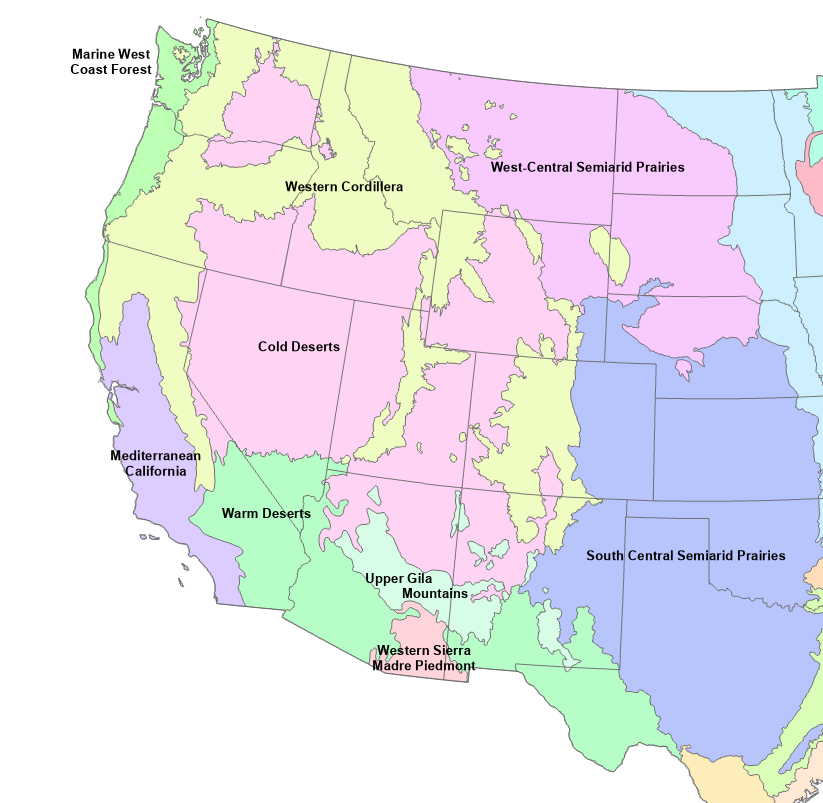 Marine West
Coast Forest
West-Central Semiarid Prairies
Western Cordillera
Cold Deserts
Mediterranean
California
Warm Deserts
South Central Semiarid Prairies
Upper Gila
Mountains
Western Sierra
Madre Piedmont